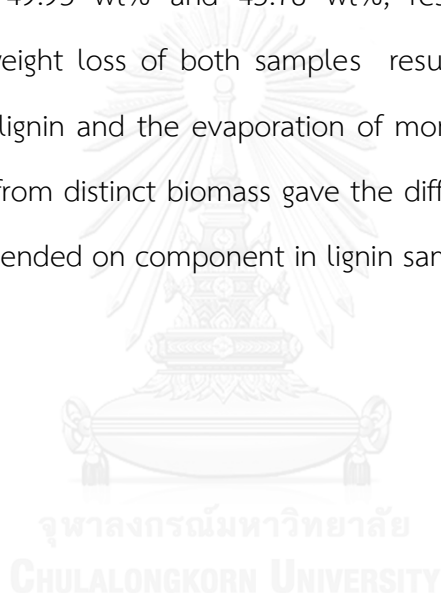 49.95 wt% and 45.78 wt%, res
veight loss of both samples resu
lignin and the evaporation of mor
from distinct biomass gave the diff
ended on component in lignin san
จุฬาลงกรณ์มหาวิทยาลัย
CHULALONGKORN UNIVERSITY